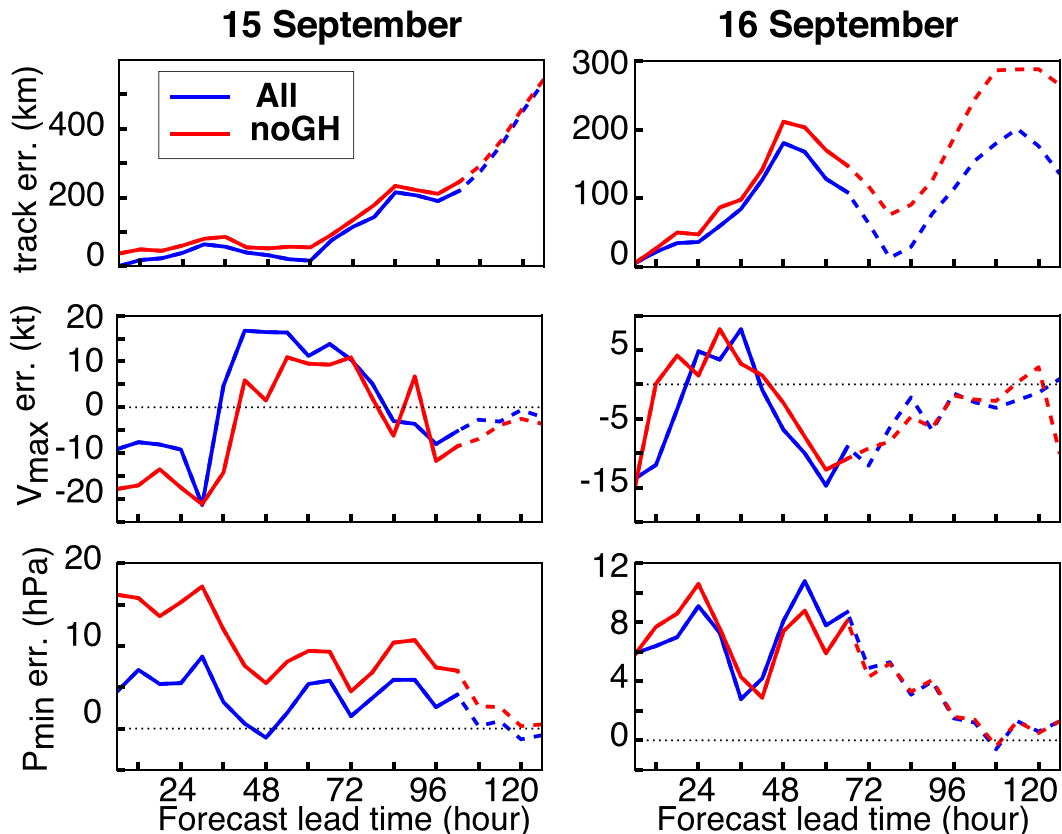 15 September
16 September
track err. (km)
400
200
0
All
noGH
300
200
100
0
Vmax err. (kt)
20
10
0
-10
-20
5
-5
-15
Pmin err. (hPa)
20
10
0
12
8
4
0
24 48 72 96 120
24 48 72 96 120
Forecast lead time (hour)
Forecast lead time (hour)